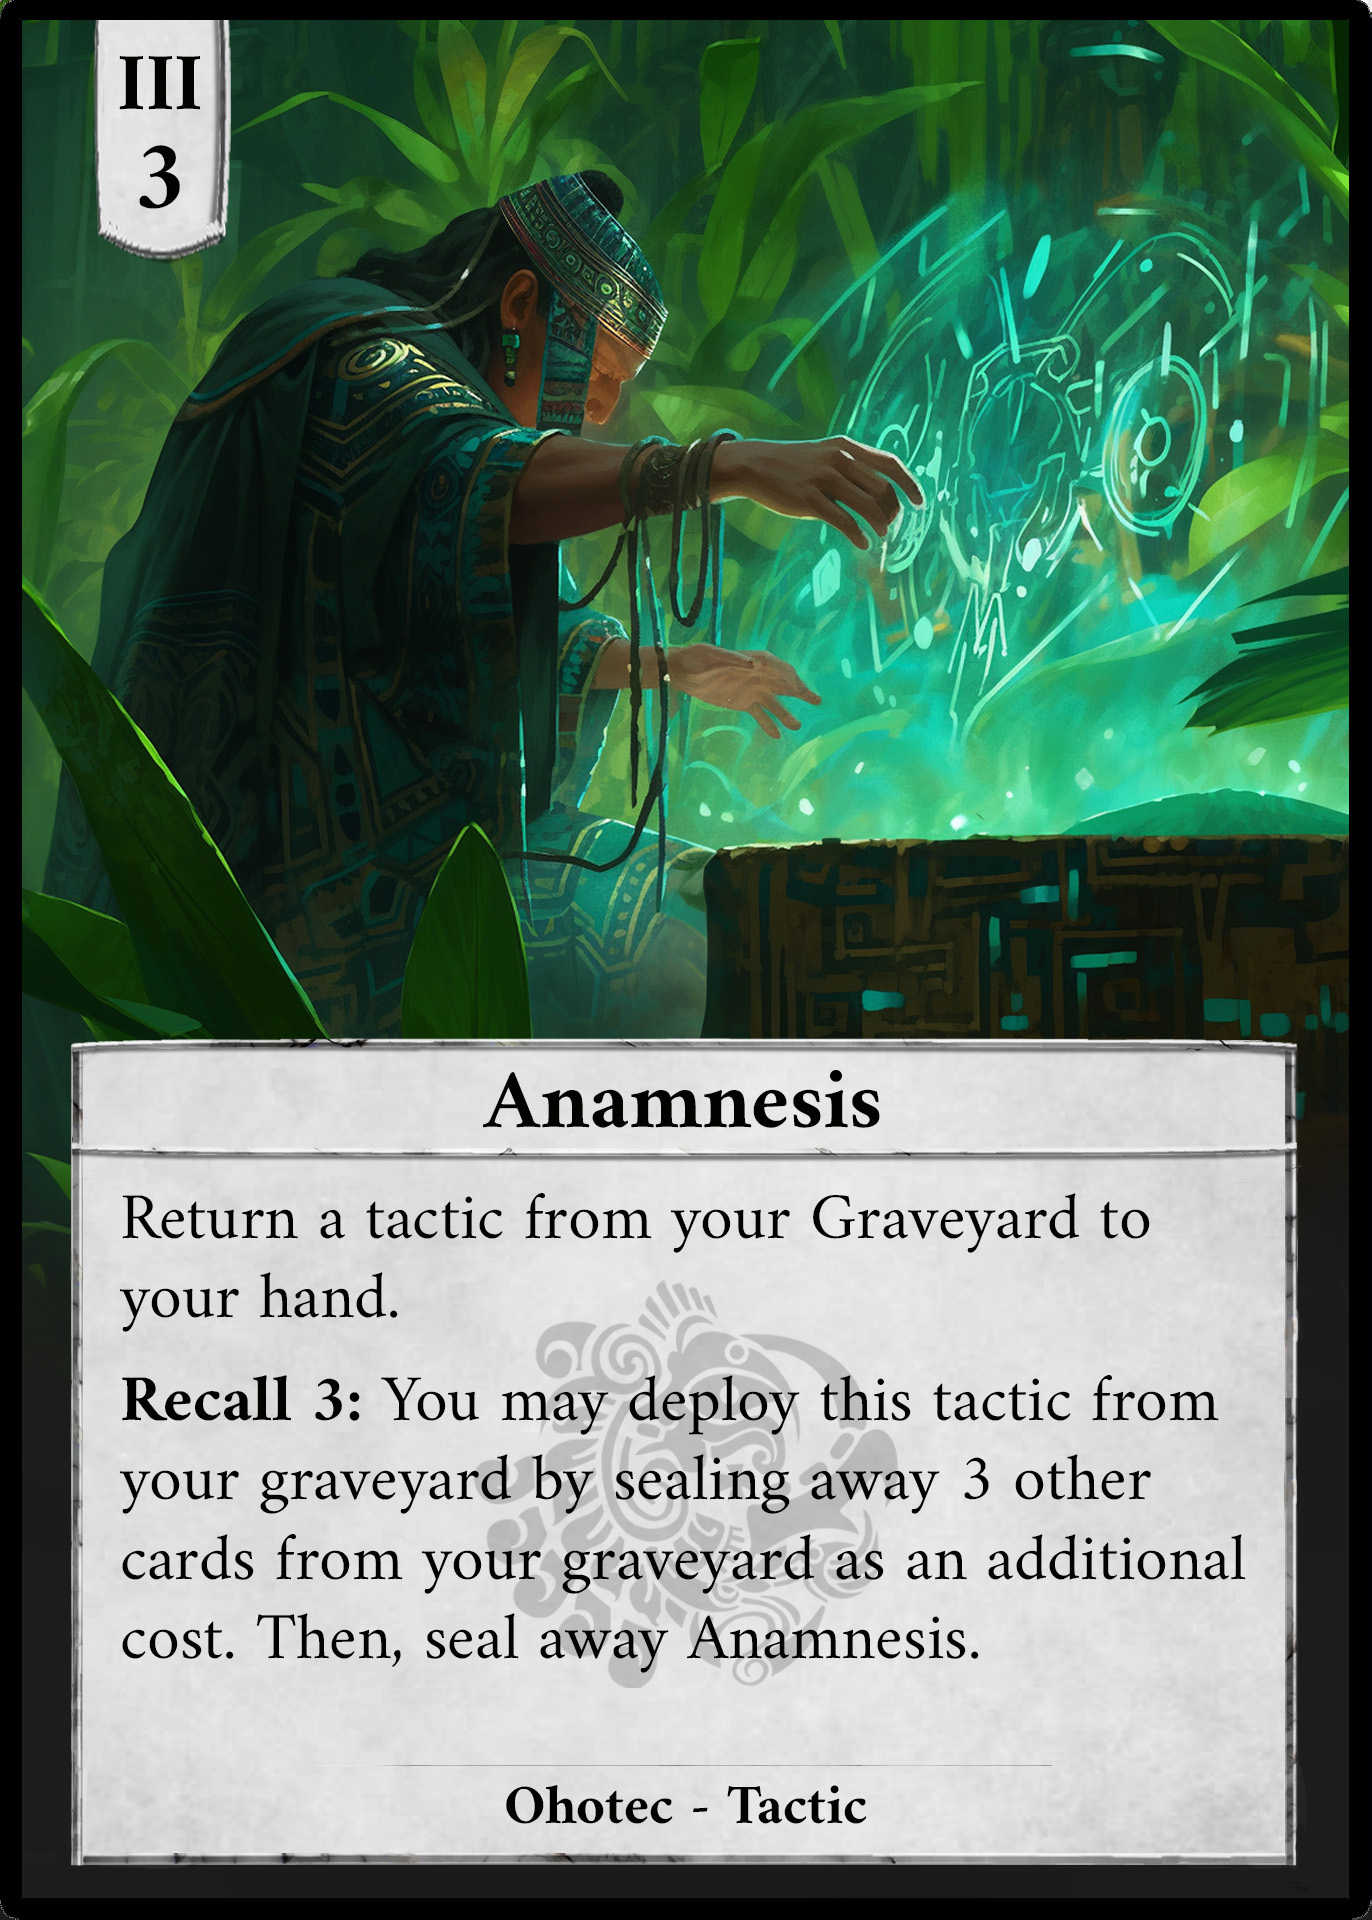 III
3
Anamnesis
Return a tactic from your Graveyard to
your hand.
Recall 3: You may deploy this tactic from
your graveyard by sealing away 3 other
cards from your graveyard as an additional
cost. Then, seal away Anamnesis.
Ohotec - Tactic